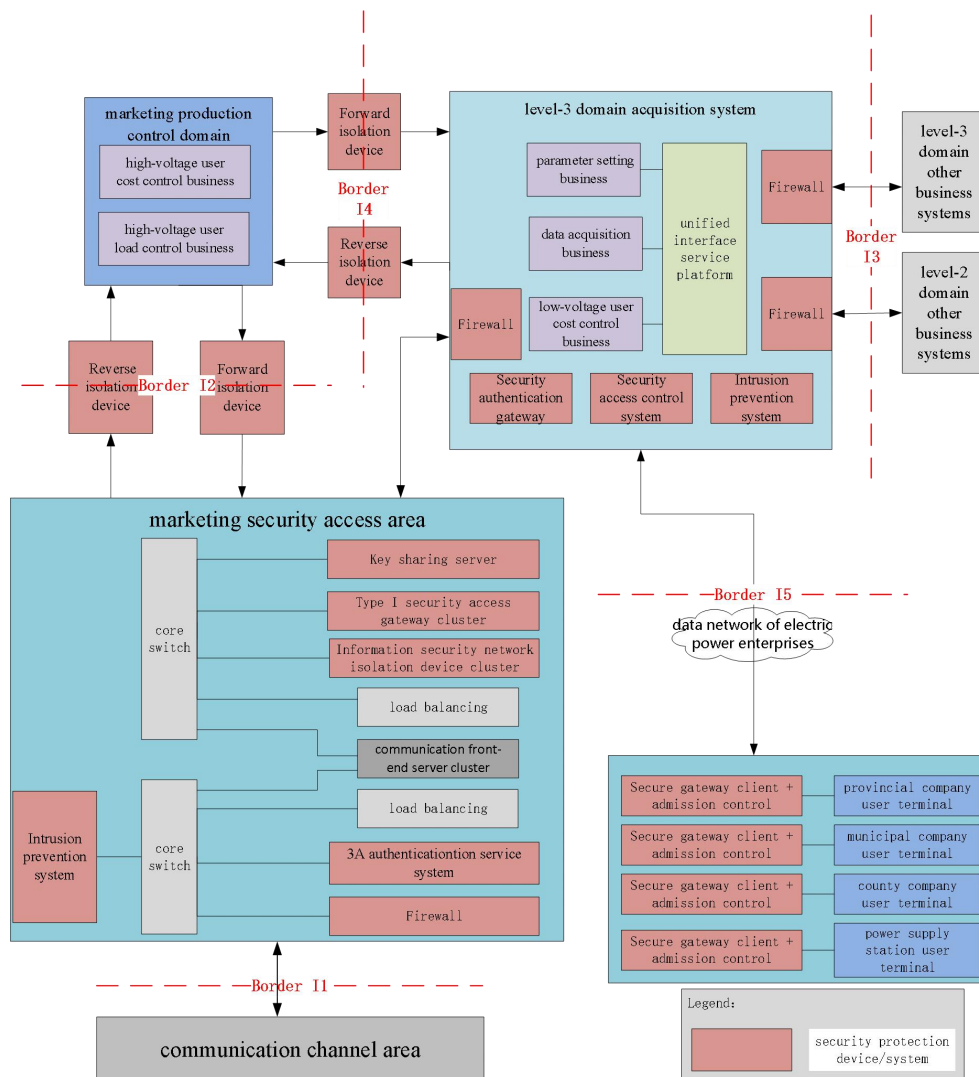 marketing production
control domain
high-voltage user
cost control business
high-voltage user
load control business
Forward
isolation
device
Border
I4
Reverse
isolation
device
level-3 domain acquisition system
parameter setting
business
data acquisition
business
low-voltage user
cost control
business
unified
interface
service
platform
Firewall
Firewall
Firewall
Security
authentication
gateway
Security
access control
system
Intrusion
prevention
system
Border
I3
level-3
domain
other
business
systems
level-2
domain
other
business
systems
Reverse
isolation
device
Border I2
Forward
isolation
device
marketing security access area
core
switch
Key sharing server
Type I security access
gateway cluster
Information security network
isolation device cluster
load balancing
communication front-
end server cluster
load balancing
Intrusion
prevention
system
core
switch
3A authenticationtion service
system
Firewall
Border I1
communication channel area
Border I5
data network of electric
power enterprises
Secure gateway client +
admission control
provincial company
user terminal
Secure gateway client +
admission control
municipal company
user terminal
Secure gateway client +
admission control
county company
user terminal
Secure gateway client +
admission control
power supply
station user
terminal
Legend:
security protection
device/system